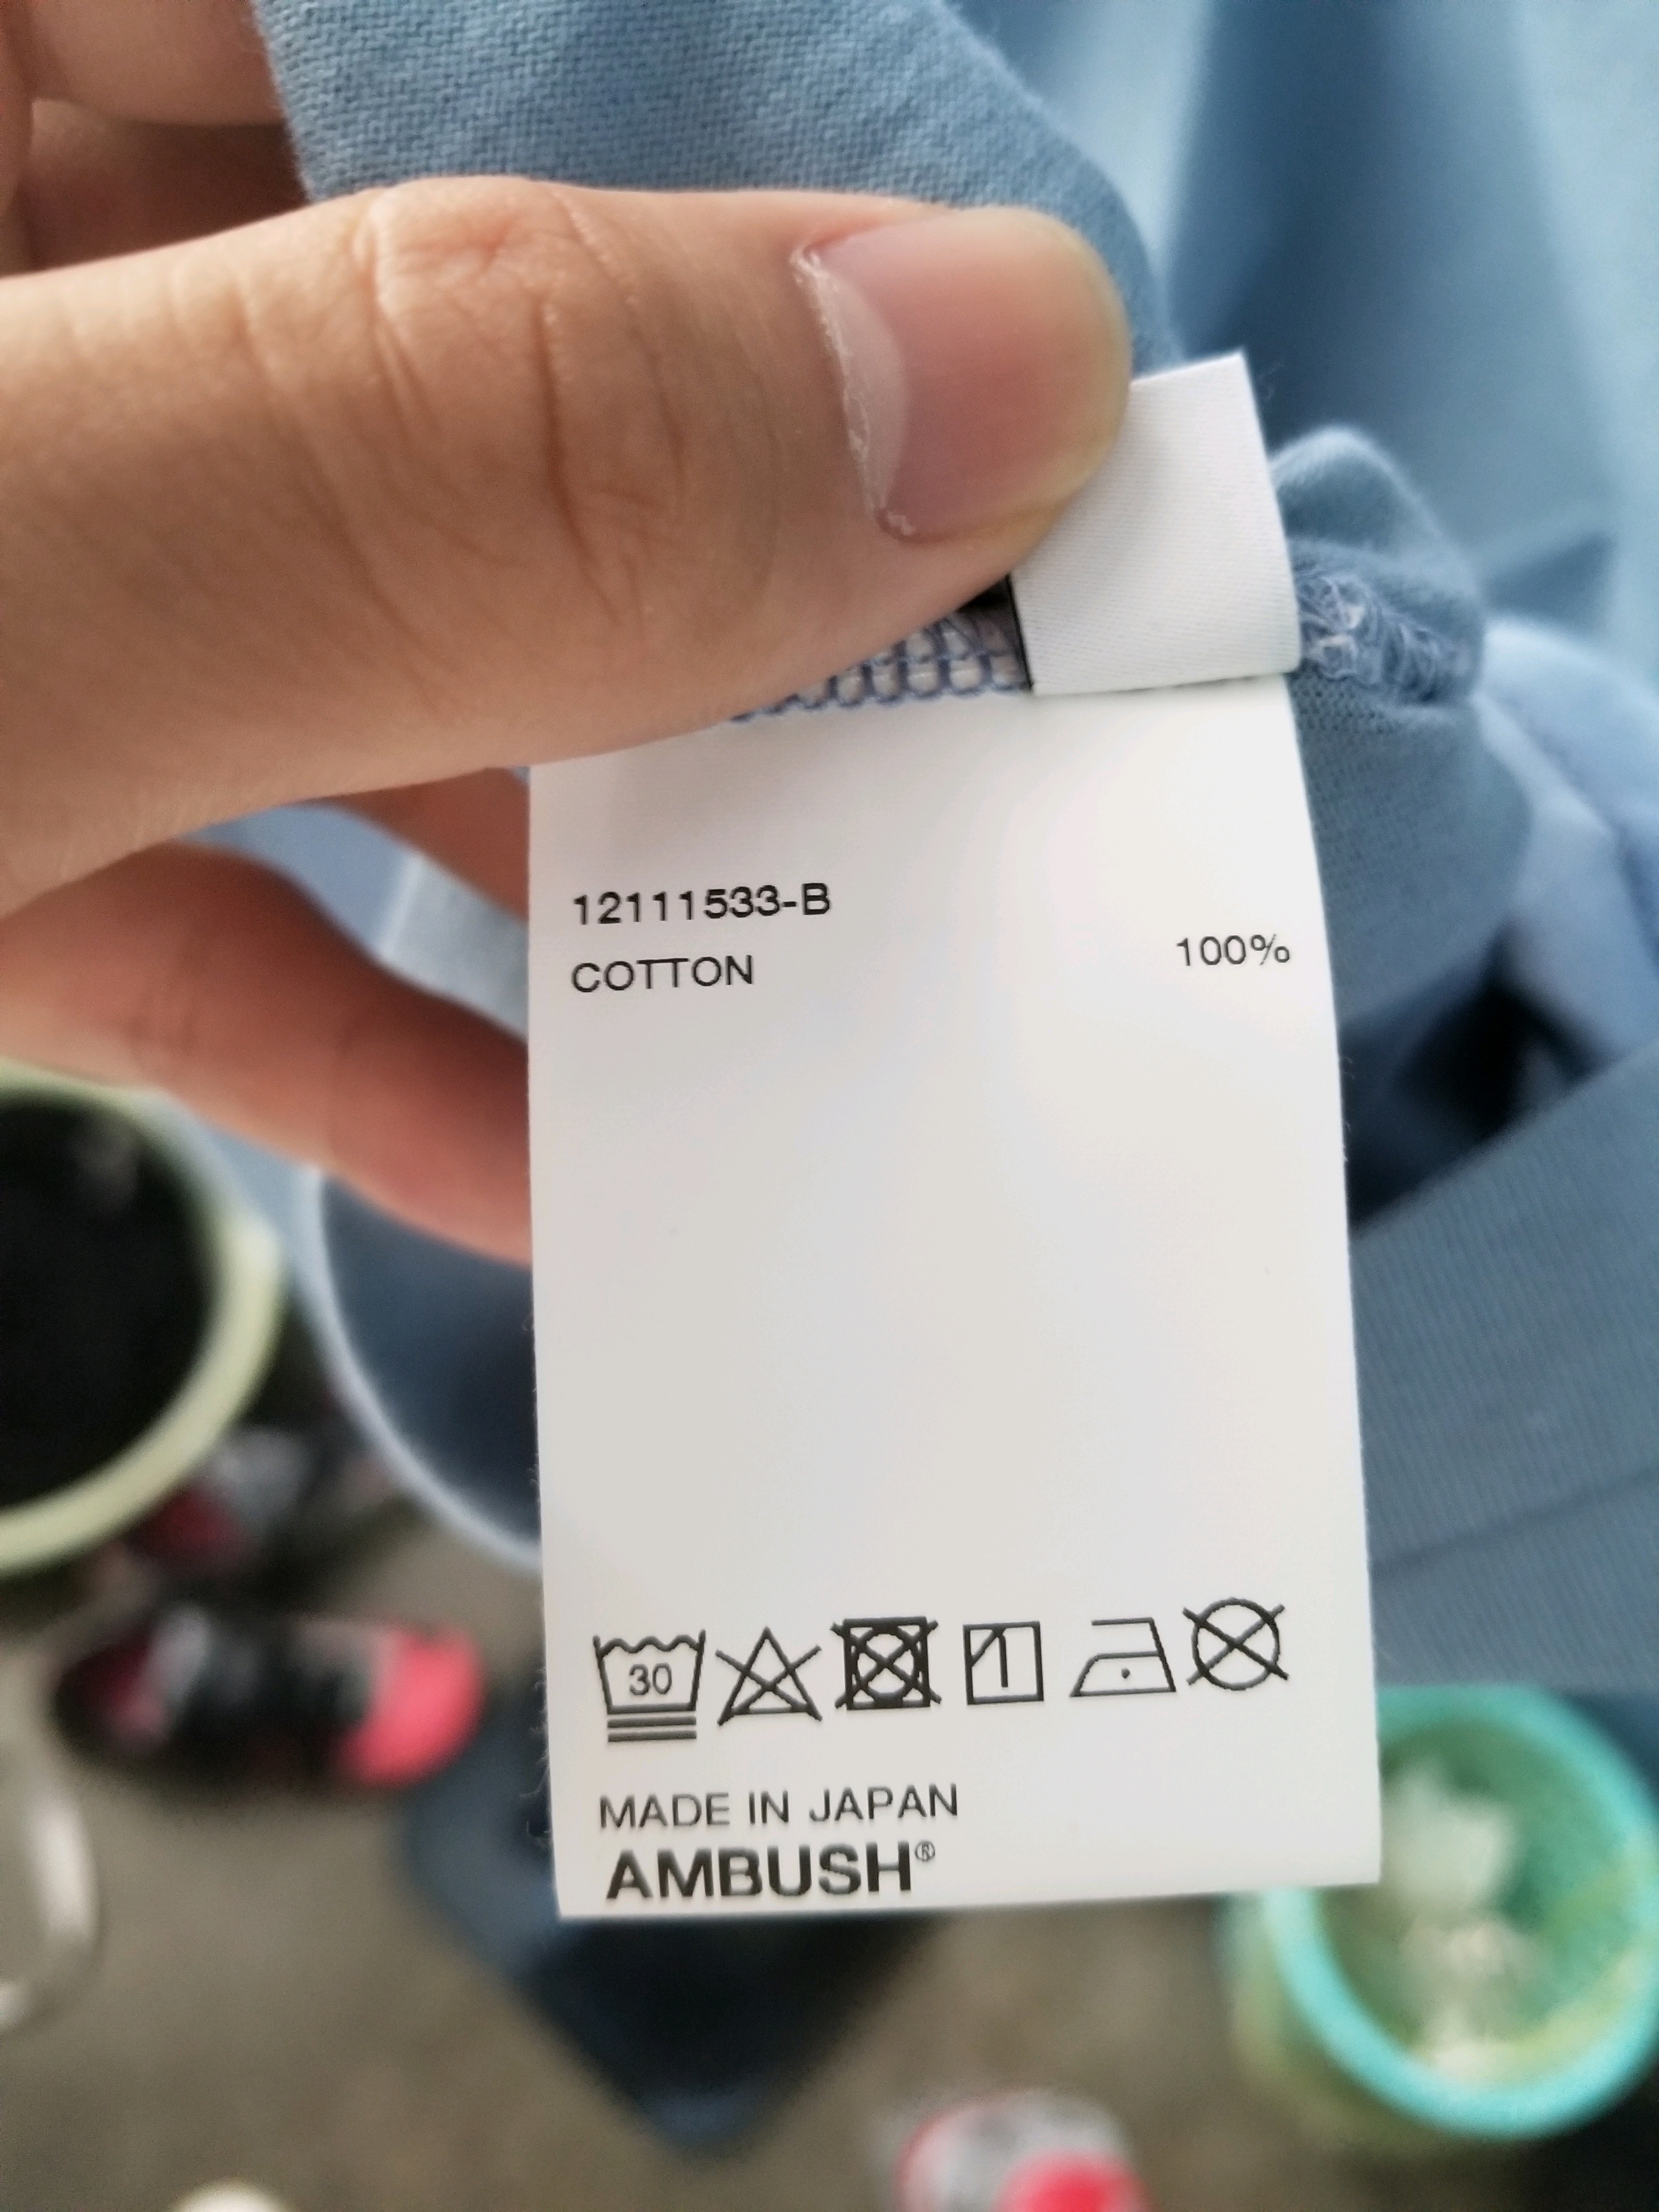 12111533-B
COTTON 100%
30
MADE IN JAPAN
AMBUSH®